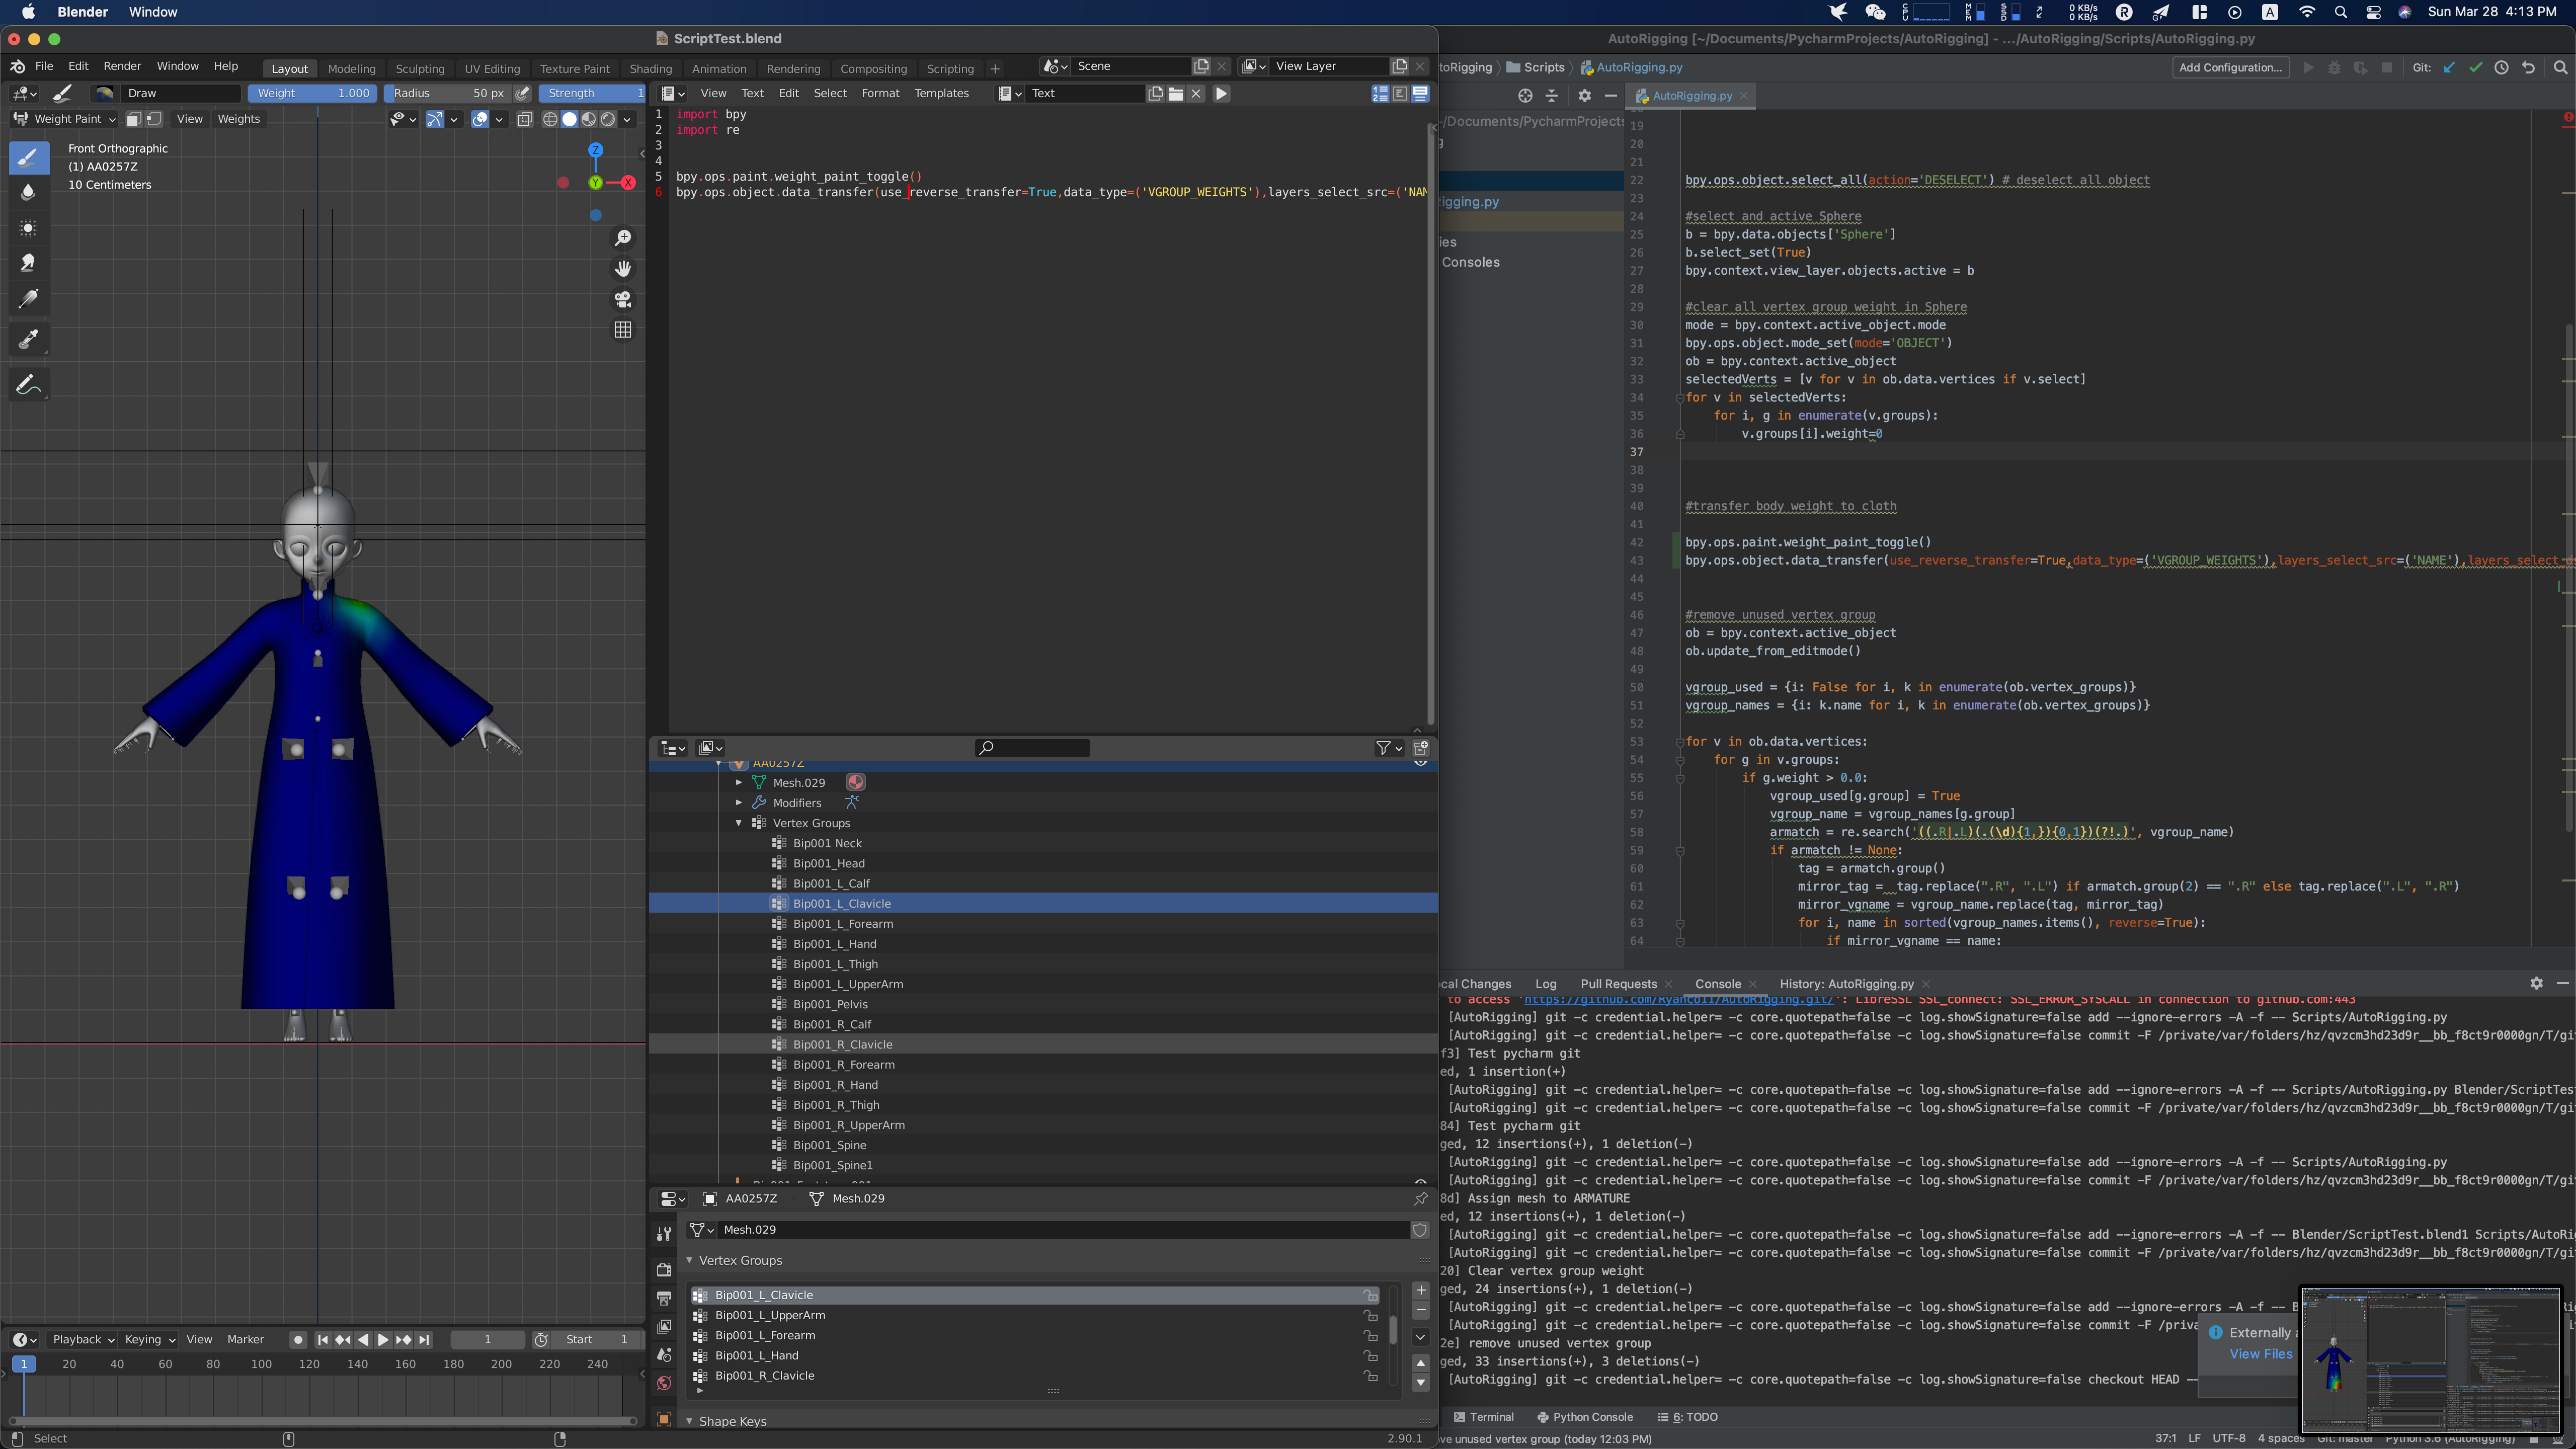 Blender Window
0 KB/s
0 KB/s
Sun Mar 28 4:13 PM
ScriptTest.blend
AutoRigging [~/Documents/PycharmProjects/AutoRigging] - .../AutoRigging/Scripts/AutoRigging.py
File Edit Render Window Help
Layout Modeling Sculpting UV Editing Texture Paint Shading Animation Rendering Compositing Scripting
Scene
View Layer
toRigging Scripts AutoRigging.py
Add Configuration...
Git:
Draw
Weight 1.000
Radius 50 px
Strength 1
View Text Edit Select Format Templates
Text
AutoRigging.py
Weight Paint
View Weights
Front Orthographic
(1) AA0257Z
10 Centimeters
Z
Y
X
1 import bpy
2 import re
3
4
5 bpy.ops.paint.weight_paint_toggle()
6 bpy.ops.object.data_transfer(use_reverse_transfer=True,data_type=('VGROUP_WEIGHTS'),layers_select_src=('NAM
AA0257Z
Mesh.029
Modifiers
Vertex Groups
Bip001 Neck
Bip001_Head
Bip001_L_Calf
Bip001_L_Clavicle
Bip001_L_Forearm
Bip001_L_Hand
Bip001_L_Thigh
Bip001_L_UpperArm
Bip001_Pelvis
Bip001_R_Calf
Bip001_R_Clavicle
Bip001_R_Forearm
Bip001_R_Hand
Bip001_R_Thigh
Bip001_R_UpperArm
Bip001_Spine
Bip001_Spine1
AA0257Z Mesh.029
Mesh.029
Vertex Groups
Bip001_L_Clavicle
Bip001_L_UpperArm
Bip001_L_Forearm
Bip001_L_Hand
Bip001_R_Clavicle
Shape Keys
Playback Keying View Marker
1
Start 1
1 20 40 60 80 100 120 140 160 180 200 220 240
Select
2.90.1
~/Documents/PycharmProjects
igging.py
ies
Consoles
19
20
21
22 bpy.ops.object.select_all(action='DESELECT') # deselect all object
23
24 #select and active Sphere
25 b = bpy.data.objects['Sphere']
26 b.select_set(True)
27 bpy.context.view_layer.objects.active = b
28
29 #clear all vertex group weight in Sphere
30 mode = bpy.context.active_object.mode
31 bpy.ops.object.mode_set(mode='OBJECT')
32 ob = bpy.context.active_object
33 selectedVerts = [v for v in ob.data.vertices if v.select]
34 for v in selectedVerts:
35 for i, g in enumerate(v.groups):
36 v.groups[i].weight=0
37
38
39
40 #transfer body weight to cloth
41
42 bpy.ops.paint.weight_paint_toggle()
43 bpy.ops.object.data_transfer(use_reverse_transfer=True,data_type=('VGROUP_WEIGHTS'),layers_select_src=('NAME'),layers_select_ds
44
45
46 #remove unused vertex group
47 ob = bpy.context.active_object
48 ob.update_from_editmode()
49
50 vgroup_used = {i: False for i, k in enumerate(ob.vertex_groups)}
51 vgroup_names = {i: k.name for i, k in enumerate(ob.vertex_groups)}
52
53 for v in ob.data.vertices:
54 for g in v.groups:
55 if g.weight > 0.0:
56 vgroup_used[g.group] = True
57 vgroup_name = vgroup_names[g.group]
58 armatch = re.search('((.R|.L)(.(\d){1,}){0,1})(?!.)', vgroup_name)
59 if armatch != None:
60 tag = armatch.group()
61 mirror_tag = tag.replace(".R", ".L") if armatch.group(2) == ".R" else tag.replace(".L", ".R")
62 mirror_vgname = vgroup_name.replace(tag, mirror_tag)
63 for i, name in sorted(vgroup_names.items(), reverse=True):
64 if mirror_vgname == name:
cal Changes Log Pull Requests Console History: AutoRigging.py
to access 'https://github.com/Ryanco11/AutoRigging.git/': LibreSSL SSL_connect: SSL_ERROR_SYSCALL in connection to github.com:443
[AutoRigging] git -c credential.helper= -c core.quotepath=false -c log.showSignature=false add --ignore-errors -A -f -- Scripts/AutoRigging.py
[AutoRigging] git -c credential.helper= -c core.quotepath=false -c log.showSignature=false commit -F /private/var/folders/hz/qvzcm3hd23d9r__bb_f8ct9r0000gn/T/gi
f3] Test pycharm git
ed, 1 insertion(+)
[AutoRigging] git -c credential.helper= -c core.quotepath=false -c log.showSignature=false add --ignore-errors -A -f -- Scripts/AutoRigging.py Blender/ScriptTes
[AutoRigging] git -c credential.helper= -c core.quotepath=false -c log.showSignature=false commit -F /private/var/folders/hz/qvzcm3hd23d9r__bb_f8ct9r0000gn/T/gi
84] Test pycharm git
ged, 12 insertions(+), 1 deletion(-)
[AutoRigging] git -c credential.helper= -c core.quotepath=false -c log.showSignature=false add --ignore-errors -A -f -- Scripts/AutoRigging.py
[AutoRigging] git -c credential.helper= -c core.quotepath=false -c log.showSignature=false commit -F /private/var/folders/hz/qvzcm3hd23d9r__bb_f8ct9r0000gn/T/gi
8d] Assign mesh to ARMATURE
ed, 12 insertions(+), 1 deletion(-)
[AutoRigging] git -c credential.helper= -c core.quotepath=false -c log.showSignature=false add --ignore-errors -A -f -- Blender/ScriptTest.blend1 Scripts/AutoRi
[AutoRigging] git -c credential.helper= -c core.quotepath=false -c log.showSignature=false commit -F /private/var/folders/hz/qvzcm3hd23d9r__bb_f8ct9r0000gn/T/gi
20] Clear vertex group weight
ged, 24 insertions(+), 1 deletion(-)
[AutoRigging] git -c credential.helper= -c core.quotepath=false -c log.showSignature=false add --ignore-errors -A -f -- B
[AutoRigging] git -c credential.helper= -c core.quotepath=false -c log.showSignature=false commit -F /priva
2e] remove unused vertex group
ged, 33 insertions(+), 3 deletions(-)
[AutoRigging] git -c credential.helper= -c core.quotepath=false -c log.showSignature=false checkout HEAD --
Externally a
View Files
Terminal Python Console 6: TODO
ve unused vertex group (today 12:03 PM)
37:1 LF UTF-8 4 spaces Git: master Python 3.6 (AutoRigging)